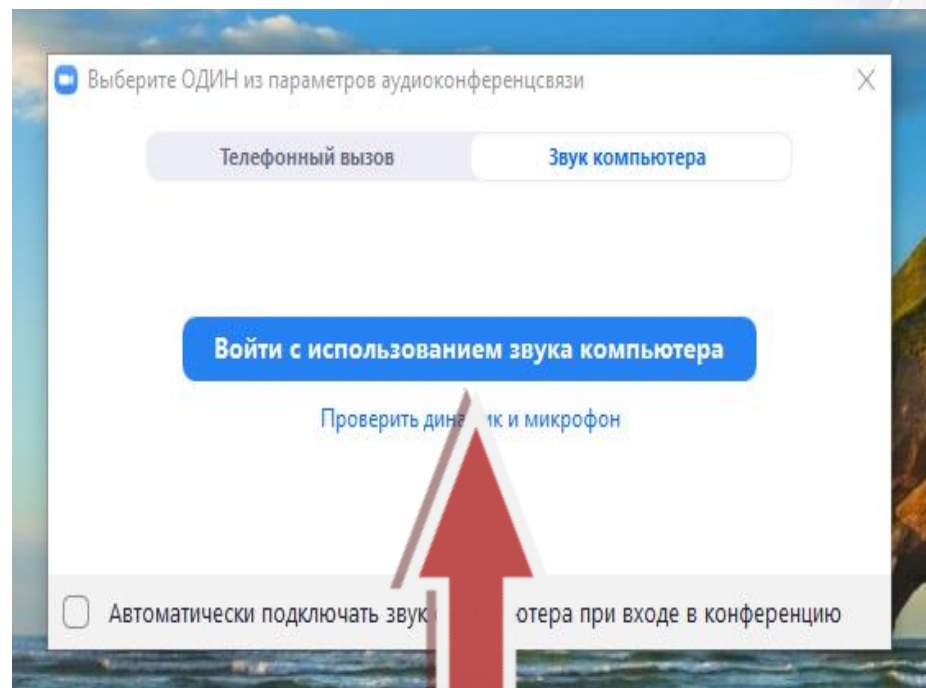 Выберите ОДИН из параметров аудиоконференцсвязи
Телефонный вызов
Звук компьютера
Войти с использованием звука компьютера
Проверить и микрофон
Автоматически подключать звук при входе в конференцию